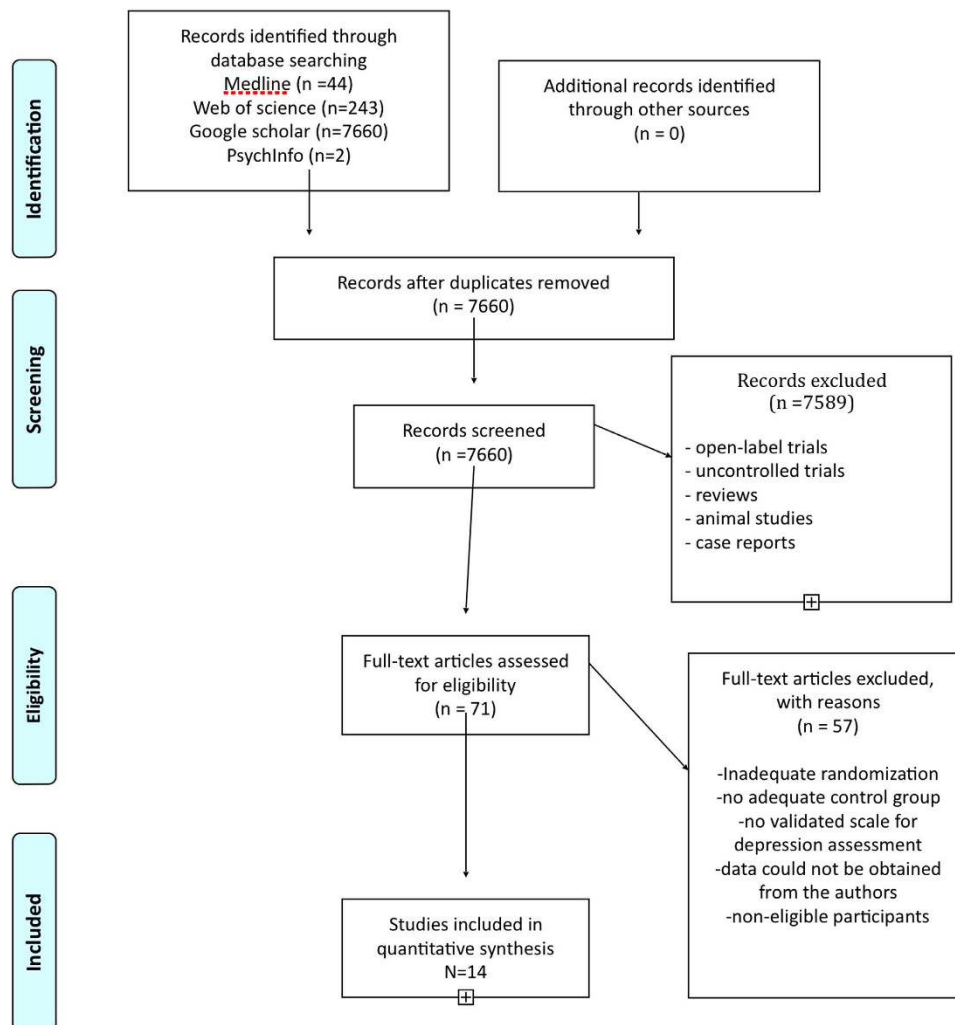 Records identified through
database searching
Medline (n =44)
Web of science (n=243)
Google scholar (n=7660)
PsychInfo (n=2)
Additional records identified
through other sources
(n = 0)
Identification
Records after duplicates removed
(n = 7660)
Screening
Records screened
(n =7660)
Records excluded
(n =7589)
- open-label trials
- uncontrolled trials
- reviews
- animal studies
- case reports
Eligibility
Full-text articles assessed
for eligibility
(n = 71)
Full-text articles excluded,
with reasons
(n = 57)
-Inadequate randomization
-no adequate control group
-no validated scale for
depression assessment
-data could not be obtained
from the authors
-non-eligible participants
Included
Studies included in
quantitative synthesis
N=14